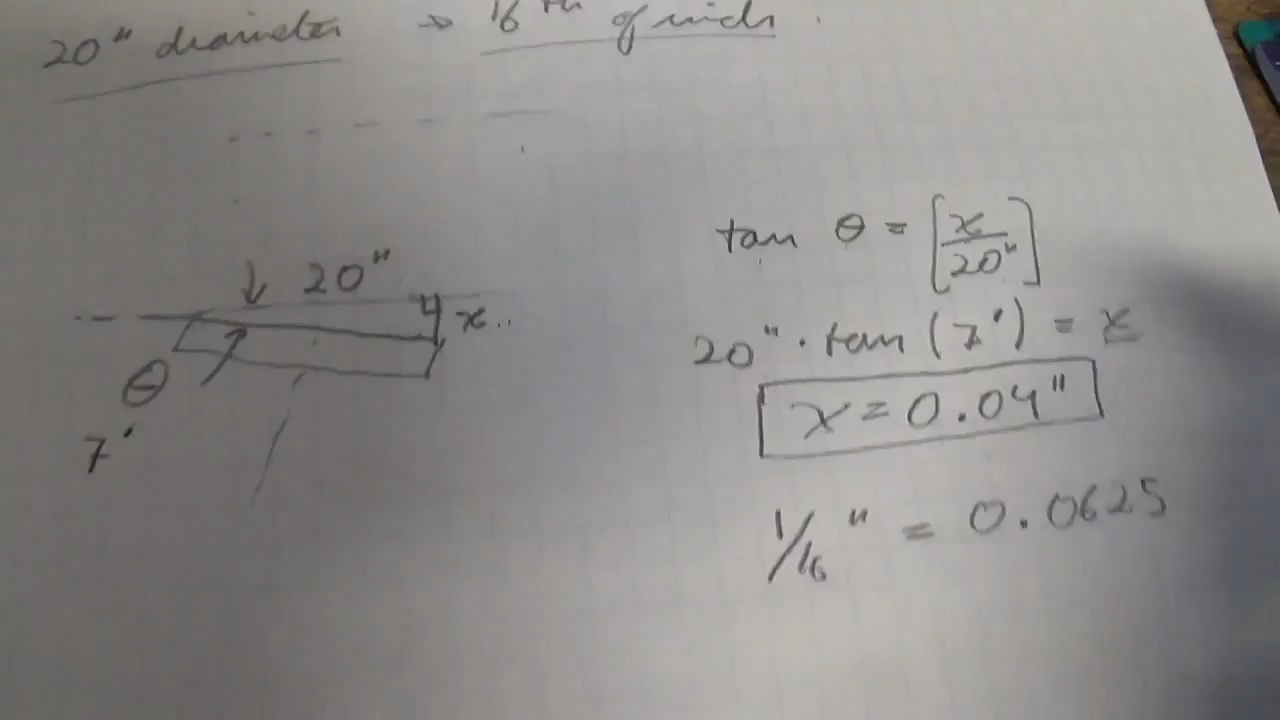 20" diameter → 16th of inch.
tan θ = [x/20"]
20"
x..
20" · tan (7') = x
θ
x = 0.04"
7'
1/16" = 0.0625